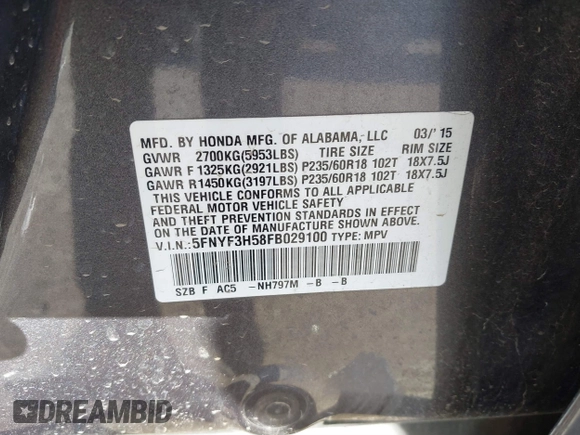 MFD. BY HONDA MFG. OF ALABAMA, LLC 03/'15
GVWR 2700KG(5953LBS) TIRE SIZE RIM SIZE
GAWR F 1325KG(2921LBS) P235/60R18 102T 18X7.5J
GAWR R1450KG(3197LBS) P235/60R18 102T 18X7.5J
THIS VEHICLE CONFORMS TO ALL APPLICABLE
FEDERAL MOTOR VEHICLE SAFETY
AND THEFT PREVENTION STANDARDS IN EFFECT
ON THE DATE OF MANUFACTURE SHOWN ABOVE.
V.I.N.: 5FNYF3H58FB029100 TYPE: MPV
SZB F AC5 -NH797M -B -B
DREAMBID